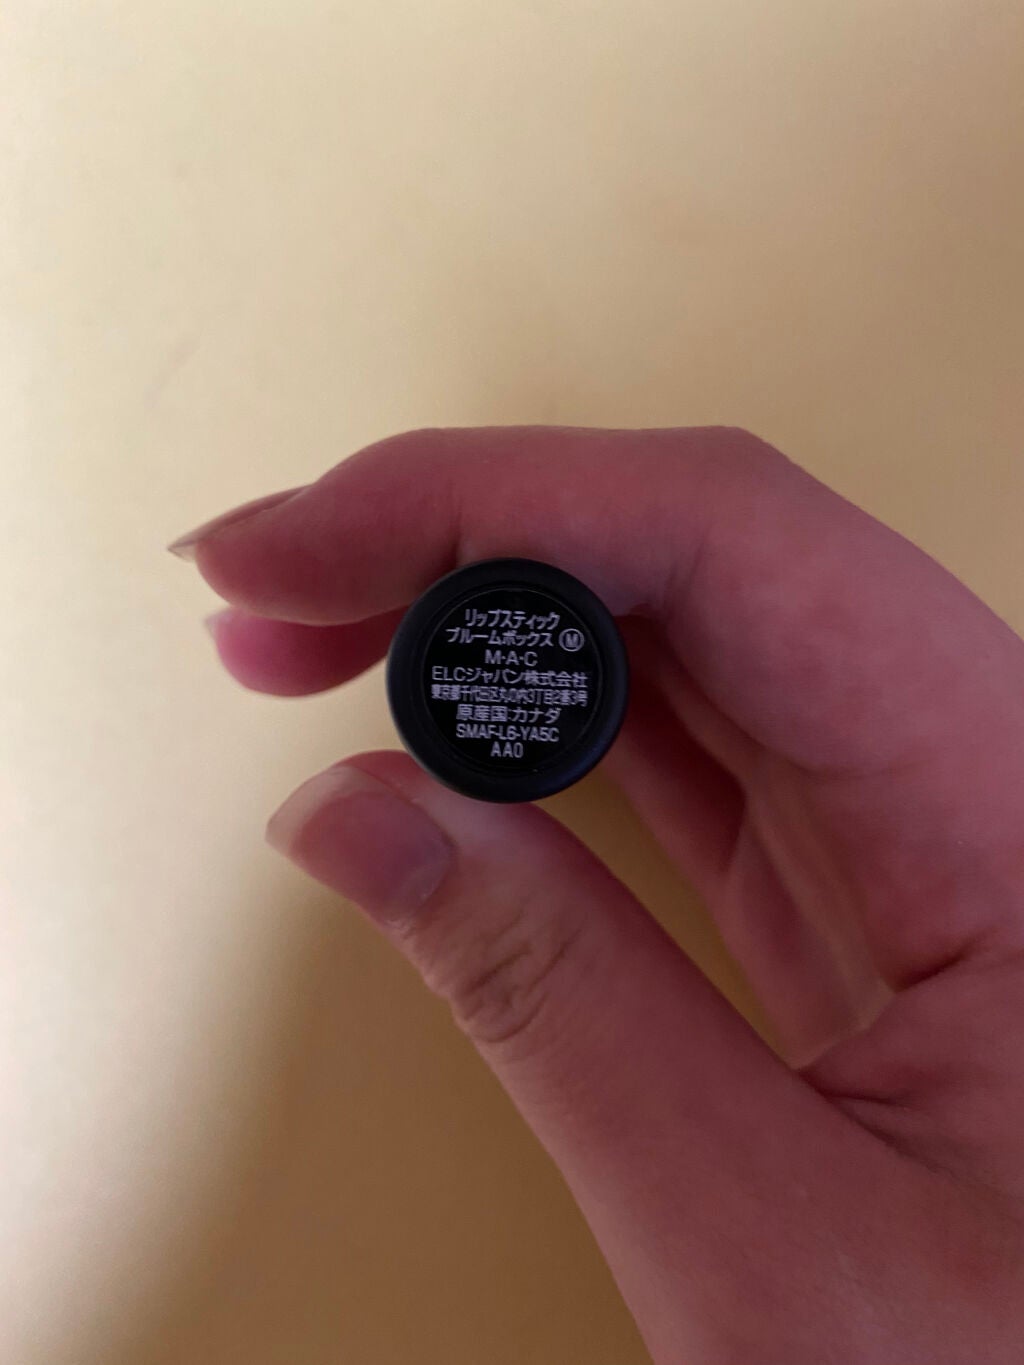 リップスティック
ブルームボックス Ⓜ
M·A·C
ELCジャパン株式会社
東京都千代田区丸の内3丁目2番3号
原産国:カナダ
SMAF-L6-YA5C
AA0